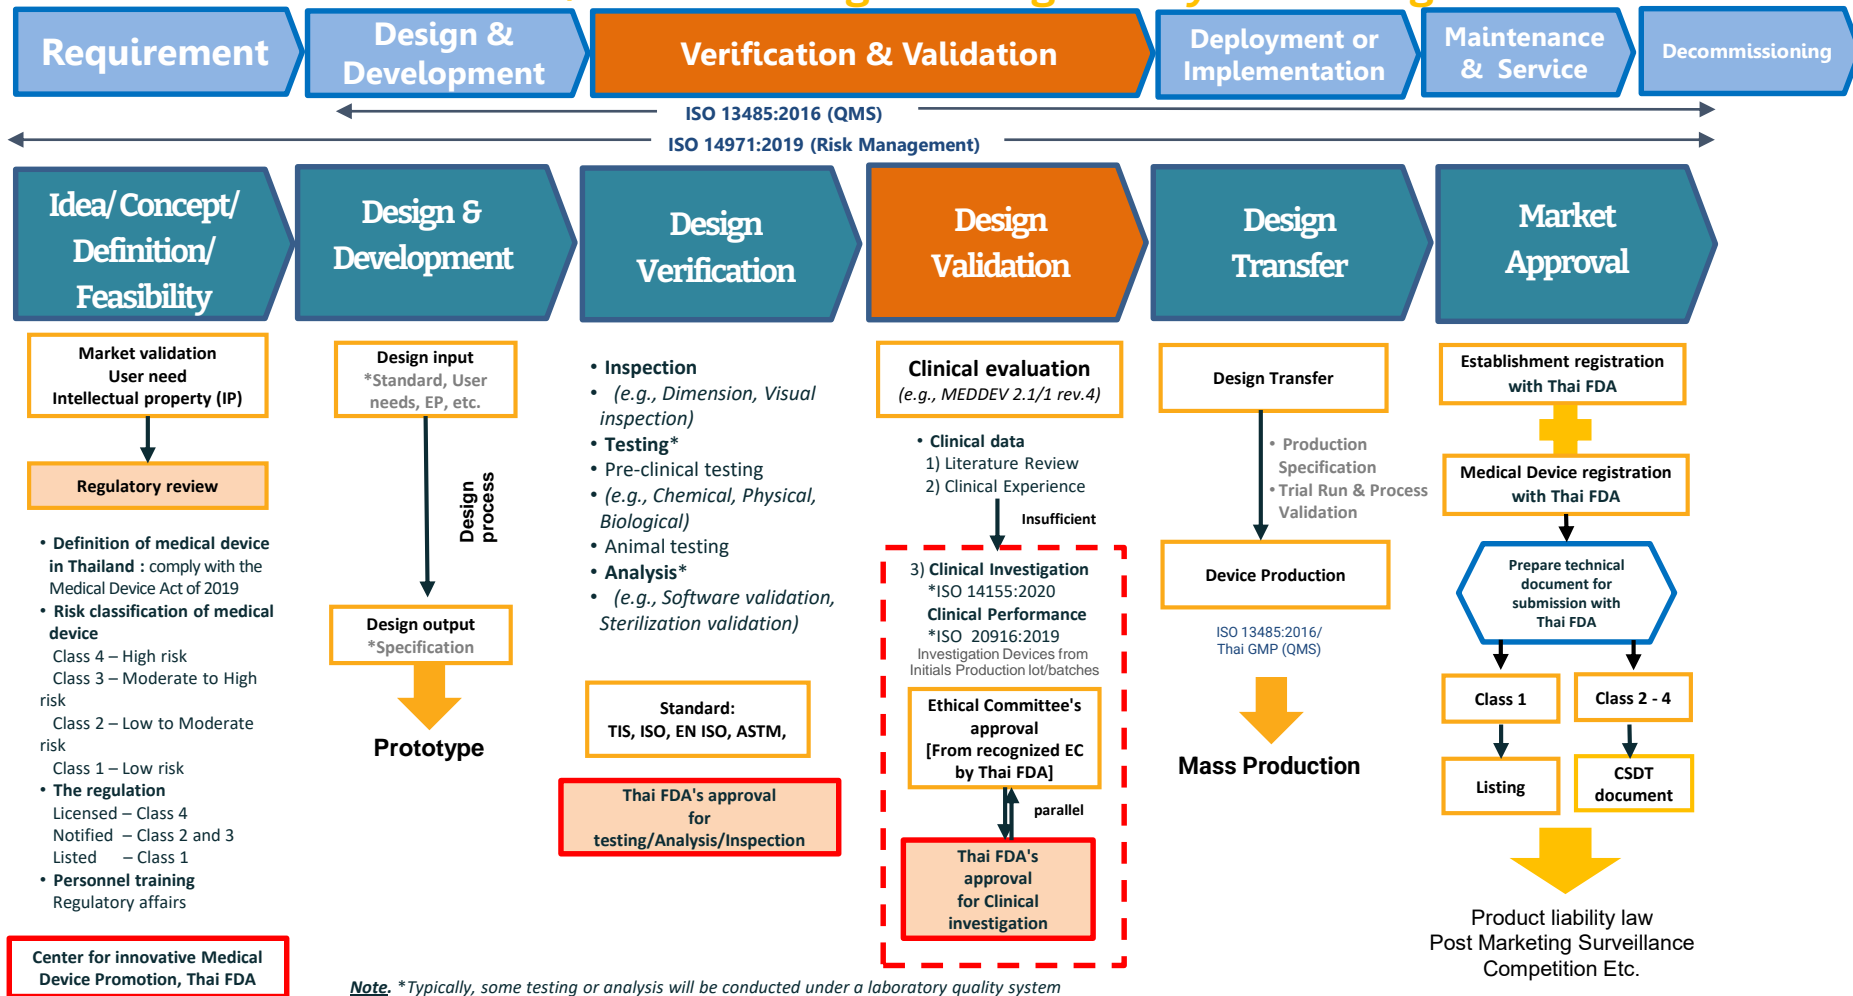 Requirement
Design &
Development
Verification & Validation
Deployment or
Implementation
Maintenance
& Service
Decommissioning
ISO 13485:2016 (QMS)
ISO 14971:2019 (Risk Management)
Idea/ Concept/
Definition/
Feasibility
Design &
Development
Design
Verification
Design
Validation
Design
Transfer
Market
Approval
Market validation
User need
Intellectual property (IP)
Regulatory review
• Definition of medical device
in Thailand : comply with the
Medical Device Act of 2019
• Risk classification of medical
device
Class 4 – High risk
Class 3 – Moderate to High
risk
Class 2 – Low to Moderate
risk
Class 1 – Low risk
• The regulation
Licensed – Class 4
Notified – Class 2 and 3
Listed – Class 1
• Personnel training
Regulatory affairs
Center for innovative Medical
Device Promotion, Thai FDA
Design input
*Standard, User
needs, EP, etc.
Design
process
Design output
*Specification
Prototype
• Inspection
• (e.g., Dimension, Visual
inspection)
• Testing*
• Pre-clinical testing
• (e.g., Chemical, Physical,
Biological)
• Animal testing
• Analysis*
• (e.g., Software validation,
Sterilization validation)
Standard:
TIS, ISO, EN ISO, ASTM,
Thai FDA's approval
for
testing/Analysis/Inspection
Clinical evaluation
(e.g., MEDDEV 2.1/1 rev.4)
• Clinical data
1) Literature Review
2) Clinical Experience
Insufficient
3) Clinical Investigation
*ISO 14155:2020
Clinical Performance
*ISO 20916:2019
Investigation Devices from
Initials Production lot/batches
Ethical Committee's
approval
[From recognized EC
by Thai FDA]
parallel
Thai FDA's
approval
for Clinical
investigation
Design Transfer
• Production
Specification
• Trial Run & Process
Validation
Device Production
ISO 13485:2016/
Thai GMP (QMS)
Mass Production
Establishment registration
with Thai FDA
Medical Device registration
with Thai FDA
Prepare technical
document for
submission with
Thai FDA
Class 1
Class 2 - 4
Listing
CSDT
document
Product liability law
Post Marketing Surveillance
Competition Etc.
Note. *Typically, some testing or analysis will be conducted under a laboratory quality system